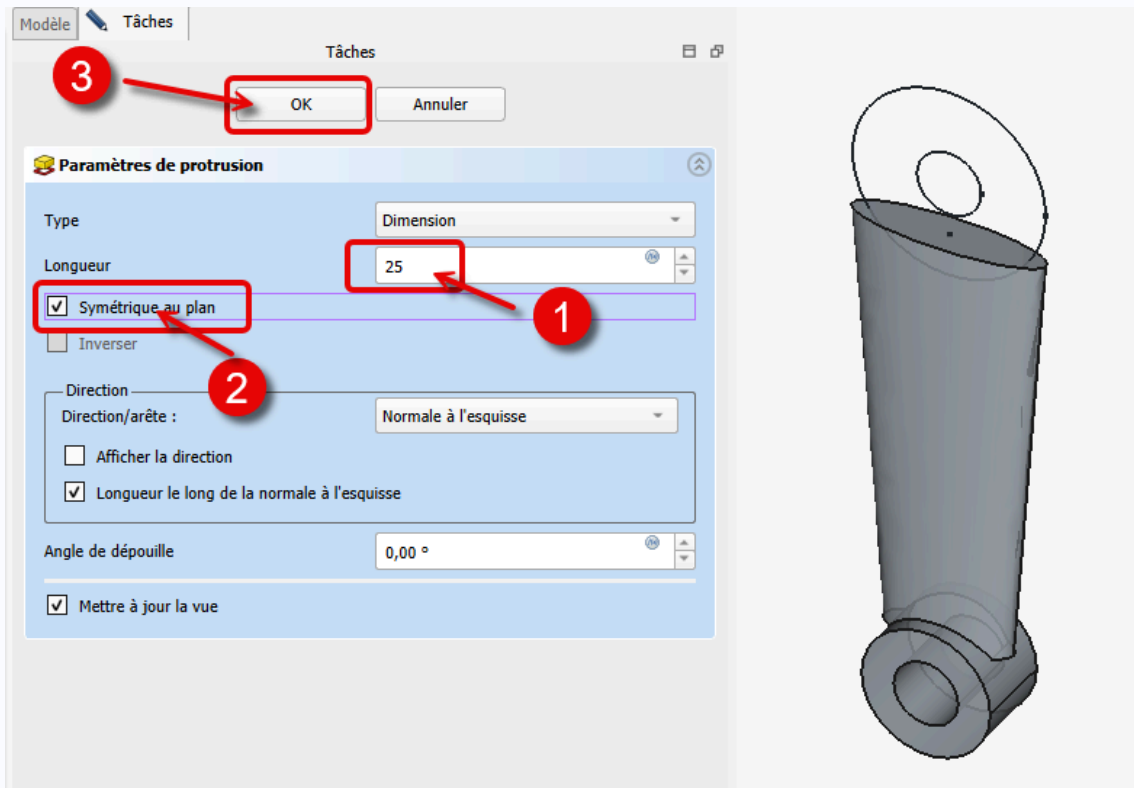 Modèle Tâches
Tâches
3
OK Annuler
Paramètres de protrusion
Type Dimension
Longueur 25
1
Symétrique au plan
Inverser
2
Direction
Direction/arête : Normale à l'esquisse
Afficher la direction
Longueur le long de la normale à l'esquisse
Angle de dépouille 0,00 °
Mettre à jour la vue